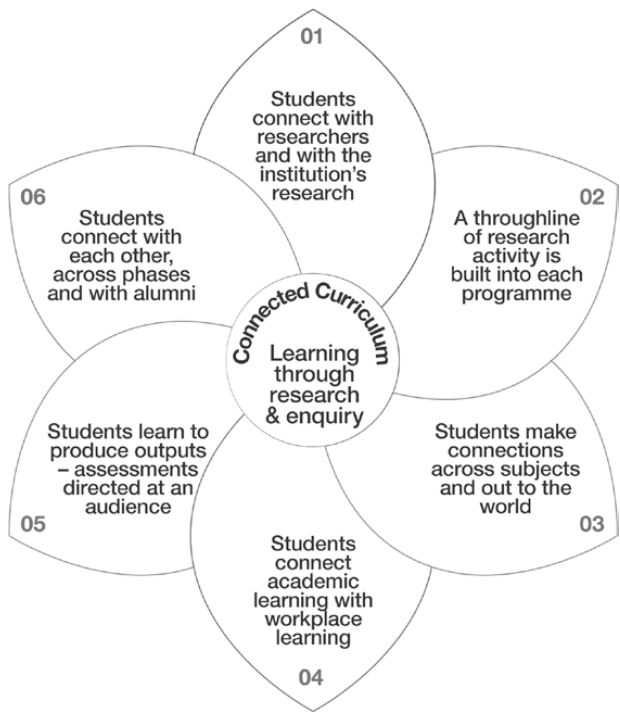 01
Students
connect with
researchers
and with the
institution's
research
02
A throughline
of research
activity is
built into each
programme
03
Students make
connections
across subjects
and out to the
world
04
Students
connect
academic
learning with
workplace
learning
05
Students learn to
produce outputs
– assessments
directed at an
audience
06
Students
connect with
each other,
across phases
and with alumni
Connected Curriculum
Learning
through
research
& enquiry